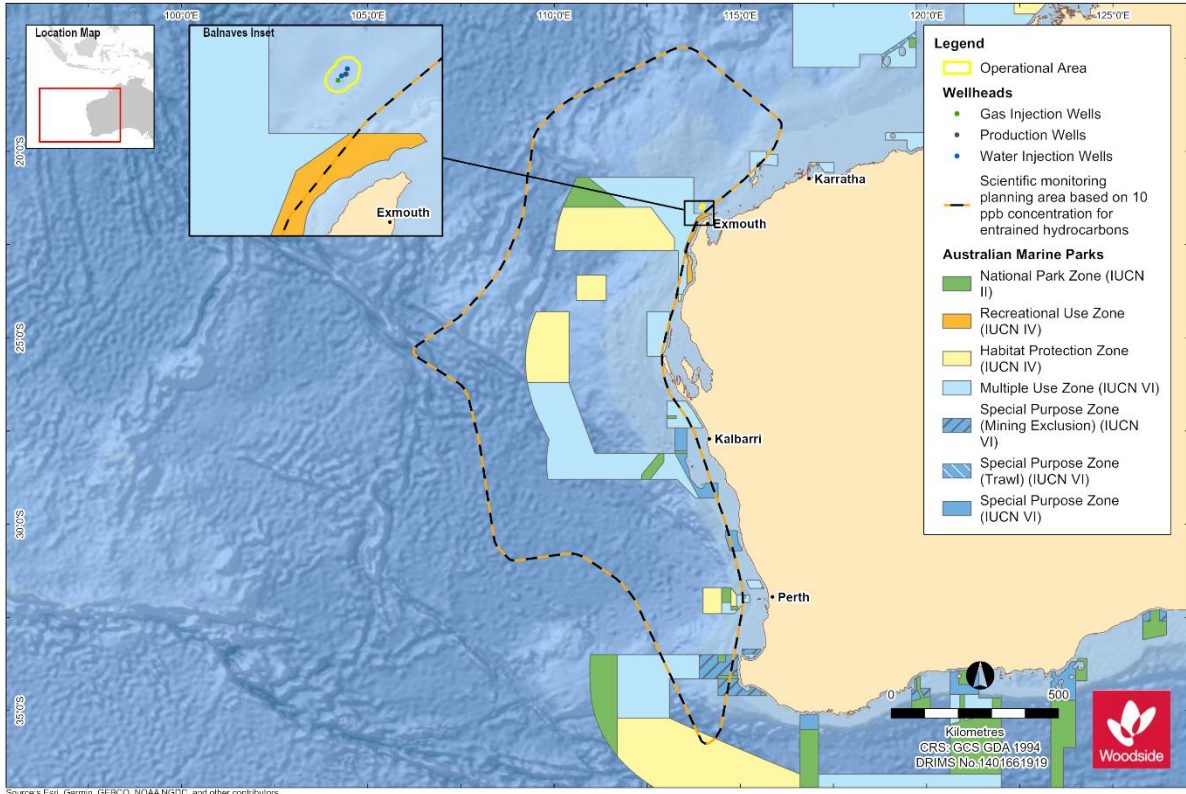 100°0'E
105°0'E
110°0'E
115°0'E
120°0'E
125°0'E
Location Map
Balnaves Inset
Exmouth
20°0'S
25°0'S
30°0'S
35°0'S
Karratha
Exmouth
Kalbarri
Perth
Legend
Operational Area
Wellheads
Gas Injection Wells
Production Wells
Water Injection Wells
Scientific monitoring
planning area based on 10
ppb concentration for
entrained hydrocarbons
Australian Marine Parks
National Park Zone (IUCN
II)
Recreational Use Zone
(IUCN IV)
Habitat Protection Zone
(IUCN IV)
Multiple Use Zone (IUCN VI)
Special Purpose Zone
(Mining Exclusion) (IUCN
VI)
Special Purpose Zone
(Trawl) (IUCN VI)
Special Purpose Zone
(IUCN VI)
0 500
Kilometres
CRS: GCS GDA 1994
DRIMS No.1401661919
Woodside
Source:s Esri, Garmin, GEBCO, NOAA NGDC, and other contributors